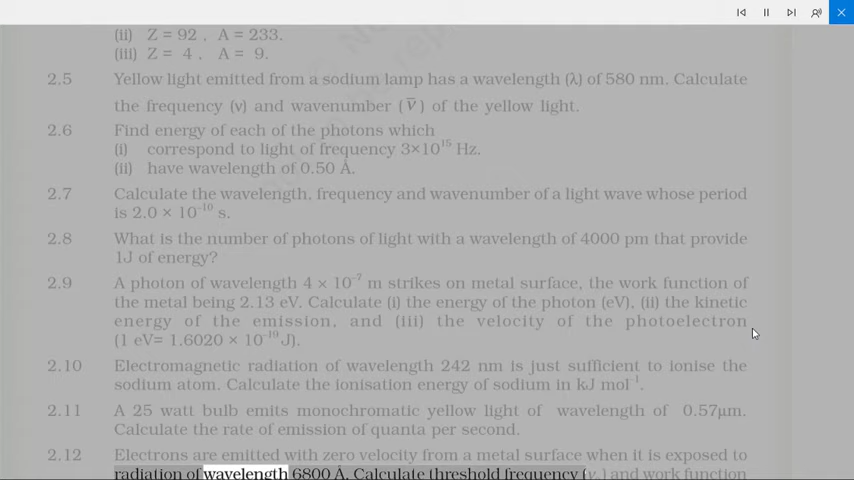 (ii) Z = 92 , A = 233.
(iii) Z = 4 , A = 9.
2.5 Yellow light emitted from a sodium lamp has a wavelength (λ) of 580 nm. Calculate
the frequency (ν) and wavenumber ( ν̅ ) of the yellow light.
2.6 Find energy of each of the photons which
(i) correspond to light of frequency 3×10¹⁵ Hz.
(ii) have wavelength of 0.50 Å.
2.7 Calculate the wavelength, frequency and wavenumber of a light wave whose period
is 2.0 × 10⁻¹⁰ s.
2.8 What is the number of photons of light with a wavelength of 4000 pm that provide
1J of energy?
2.9 A photon of wavelength 4 × 10⁻⁷ m strikes on metal surface, the work function of
the metal being 2.13 eV. Calculate (i) the energy of the photon (eV), (ii) the kinetic
energy of the emission, and (iii) the velocity of the photoelectron
(1 eV= 1.6020 × 10⁻¹⁹ J).
2.10 Electromagnetic radiation of wavelength 242 nm is just sufficient to ionise the
sodium atom. Calculate the ionisation energy of sodium in kJ mol⁻¹.
2.11 A 25 watt bulb emits monochromatic yellow light of wavelength of 0.57μm.
Calculate the rate of emission of quanta per second.
2.12 Electrons are emitted with zero velocity from a metal surface when it is exposed to
radiation of wavelength 6800 Å. Calculate threshold frequency (ν₀) and work function